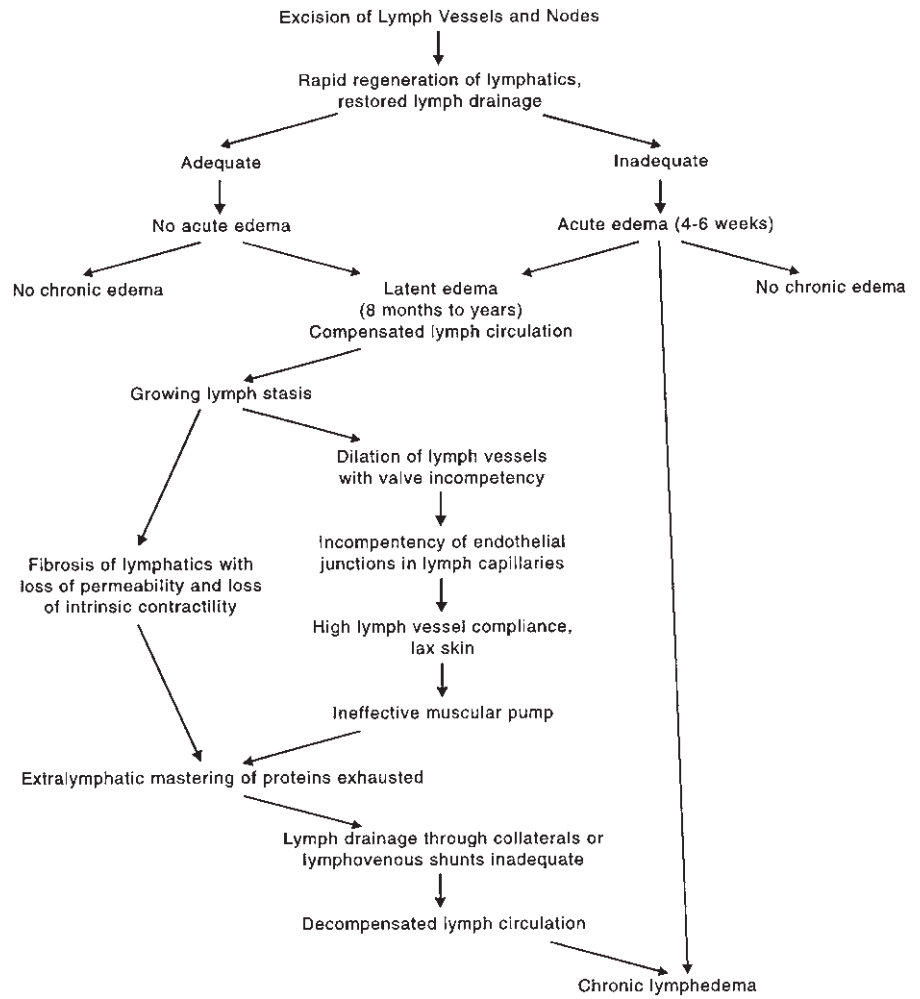 Excision of Lymph Vessels and Nodes
Rapid regeneration of lymphatics,
restored lymph drainage
Adequate
Inadequate
No acute edema
Acute edema (4-6 weeks)
No chronic edema
Latent edema
(8 months to years)
Compensated lymph circulation
No chronic edema
Growing lymph stasis
Dilation of lymph vessels
with valve incompetency
Fibrosis of lymphatics with
loss of permeability and loss
of intrinsic contractility
Incompentency of endothelial
junctions in lymph capillaries
High lymph vessel compliance,
lax skin
Ineffective muscular pump
Extralymphatic mastering of proteins exhausted
Lymph drainage through collaterals or
lymphovenous shunts inadequate
Decompensated lymph circulation
Chronic lymphedema